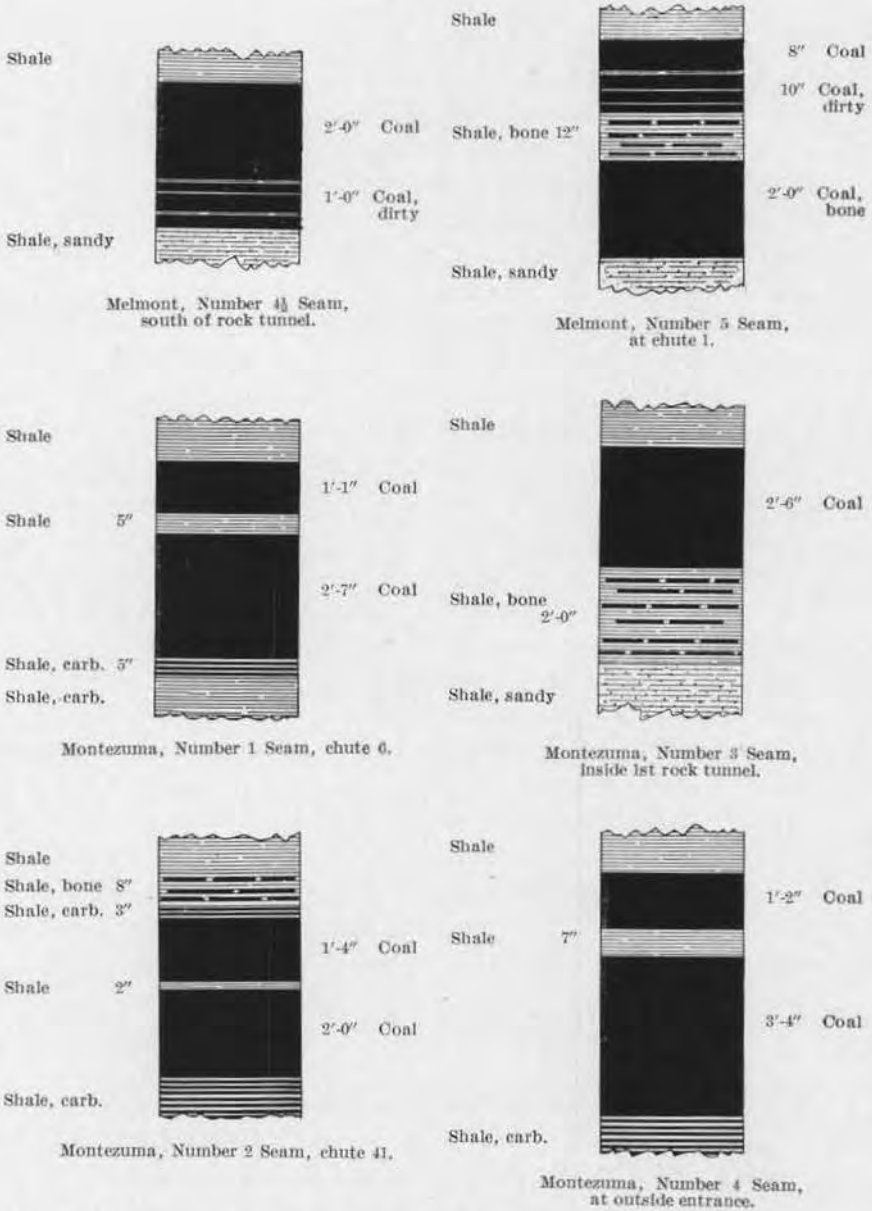 Shale
2'-0" Coal
1'-0" Coal,
dirty
Shale, sandy
Melmont, Number 4½ Seam,
south of rock tunnel.
Shale
8" Coal
10" Coal,
dirty
Shale, bone 12"
2'-0" Coal,
bone
Shale, sandy
Melmont, Number 5 Seam,
at chute 1.
Shale
1'-1" Coal
Shale 5"
2'-7" Coal
Shale, carb. 5"
Shale, carb.
Montezuma, Number 1 Seam, chute 6.
Shale
2'-6" Coal
Shale, bone
2'-0"
Shale, sandy
Montezuma, Number 3 Seam,
inside 1st rock tunnel.
Shale
Shale, bone 8"
Shale, carb. 3"
1'-4" Coal
Shale 2"
2'-0" Coal
Shale, carb.
Montezuma, Number 2 Seam, chute 41.
Shale
1'-2" Coal
Shale 7"
3'-4" Coal
Shale, carb.
Montezuma, Number 4 Seam,
at outside entrance.